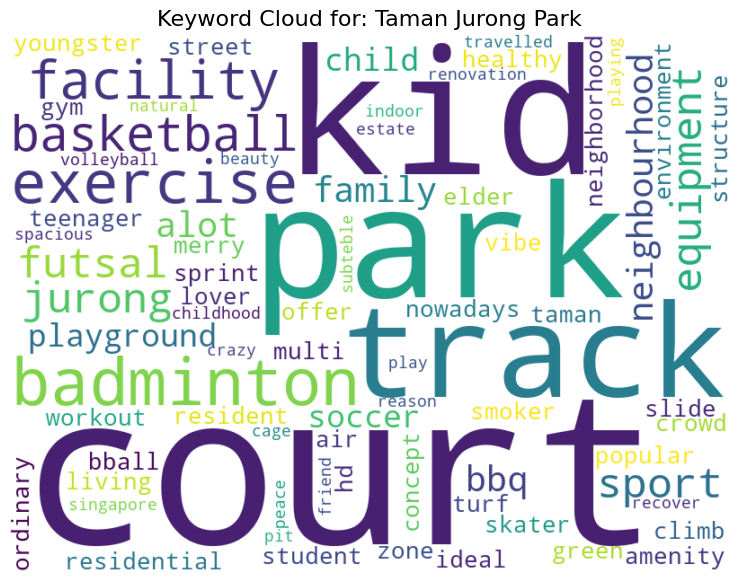 Keyword Cloud for: Taman Jurong Park
youngster
street
child
travelled
healthy
renovation
facility
kid
neighborhood
playing
neighbourhood
environment
structure
gym
natural
indoor
estate
basketball
volleyball
beauty
exercise
family
elder
equipment
teenager
alot
spacious
merry
subteble
park
vibe
futsal
sprint
jurong
lover
childhood
offer
nowadays
taman
playground
crazy
multi
play
track
badminton
reason
workout
resident
soccer
smoker
slide
crowd
cage
court
air
popular
bball
hd
concept
bbq
sport
living
ordinary
singapore
friend
peace
pit
turf
recover
skater
climb
residential
student
zone
ideal
green
amenity